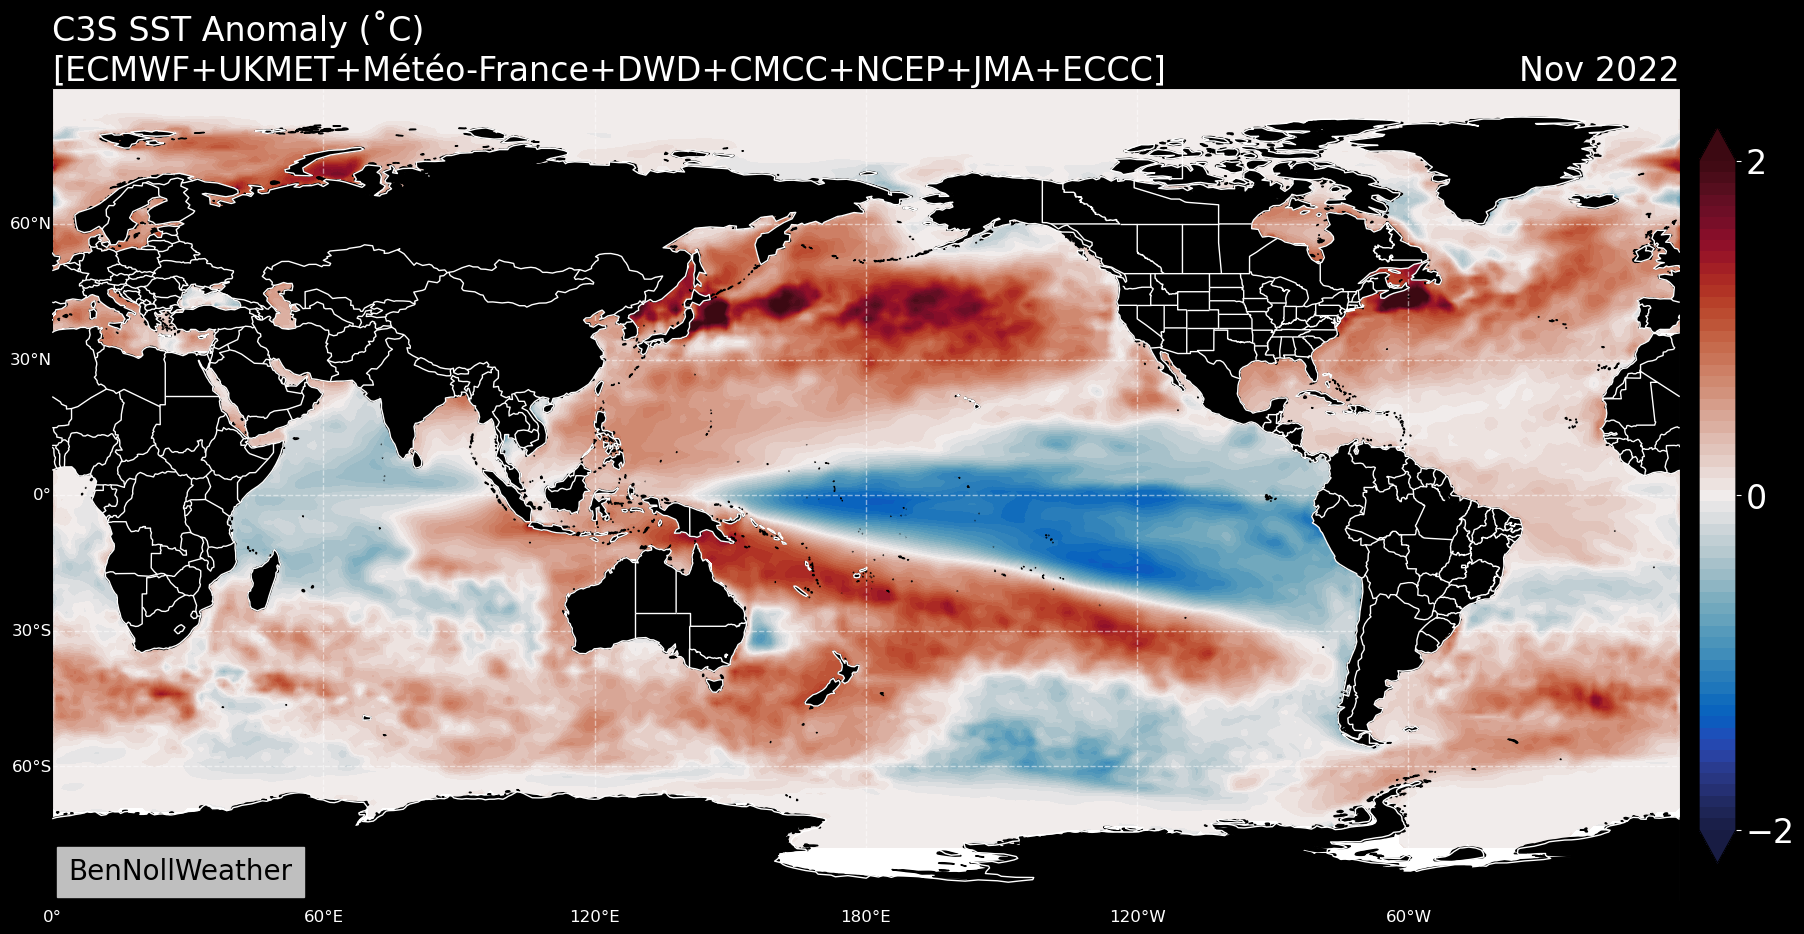 C3S SST Anomaly (˚C)
[ECMWF+UKMET+Météo-France+DWD+CMCC+NCEP+JMA+ECCC]
Nov 2022
60°N
30°N
0°
30°S
60°S
2
0
−2
BenNollWeather
0°
60°E
120°E
180°E
120°W
60°W